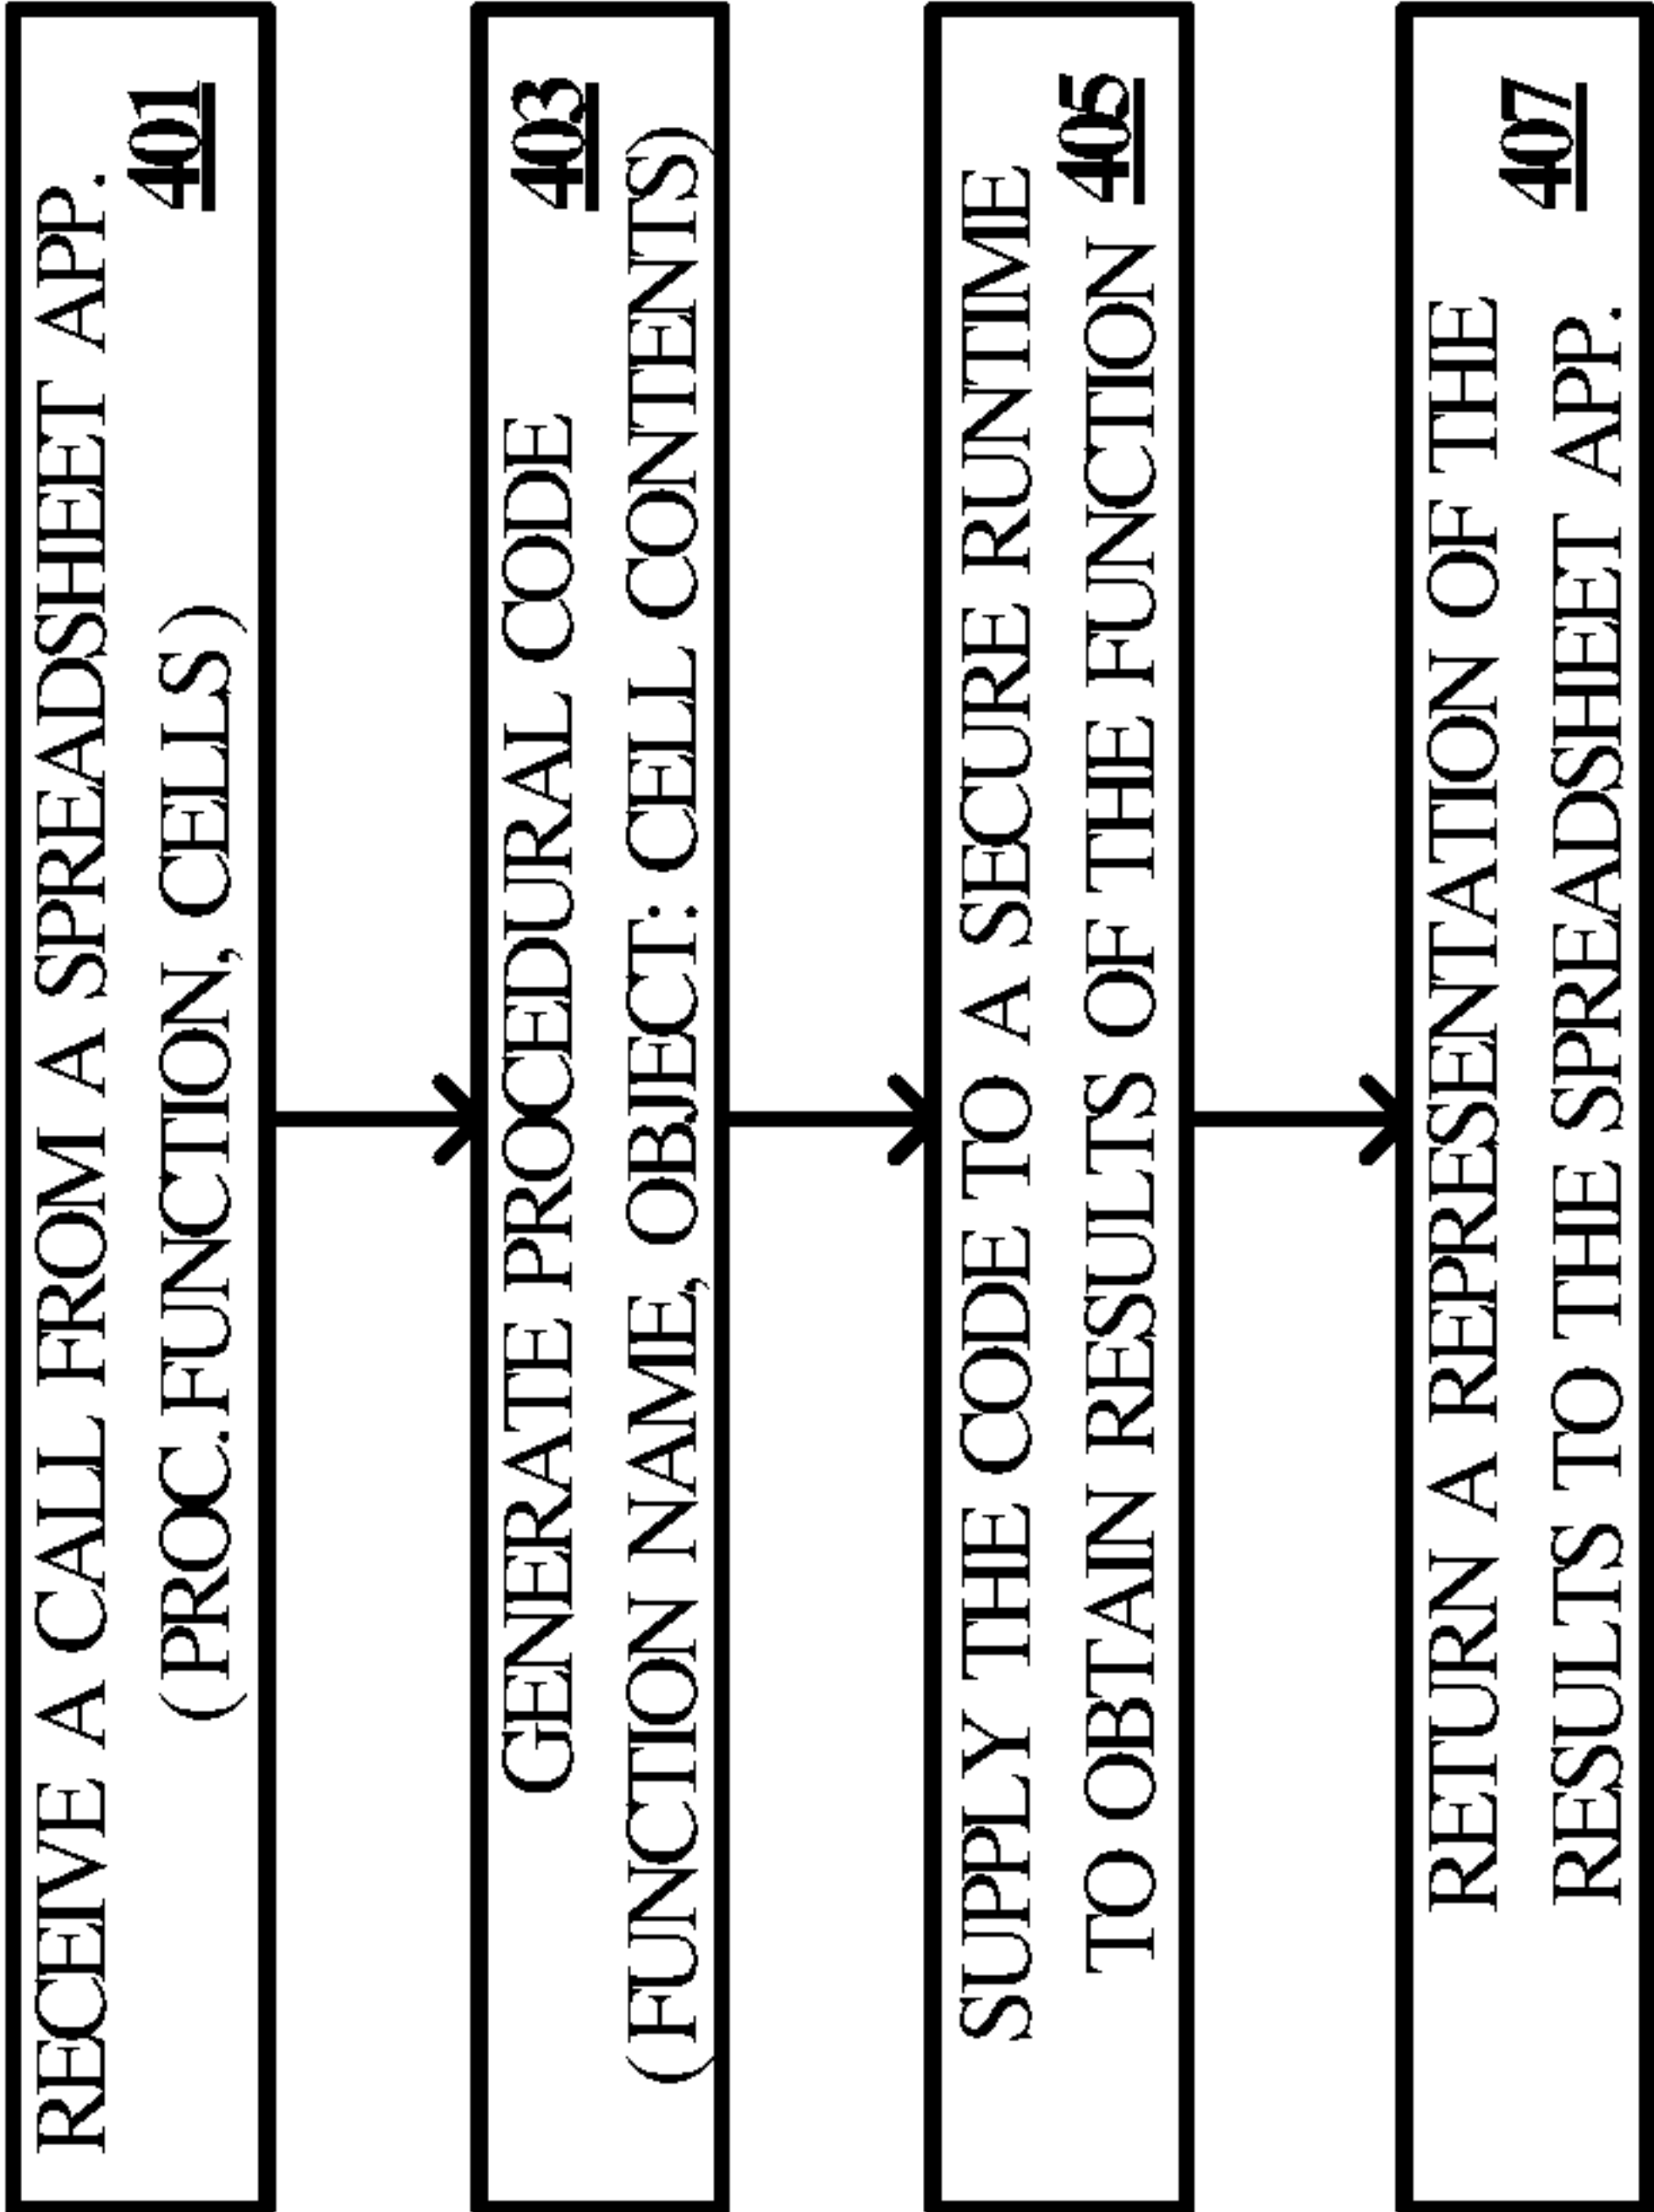 RECEIVE A CALL FROM A SPREADSHEET APP.
(PROC.FUNCTION, CELLS)
401
GENERATE PROCEDURAL CODE
403
(FUNCTION NAME, OBJECT: CELL CONTENTS)
SUPPLY THE CODE TO A SECURE RUNTIME
TO OBTAIN RESULTS OF THE FUNCTION
405
RETURN A REPRESENTATION OF THE
RESULTS TO THE SPREADSHEET APP.
407